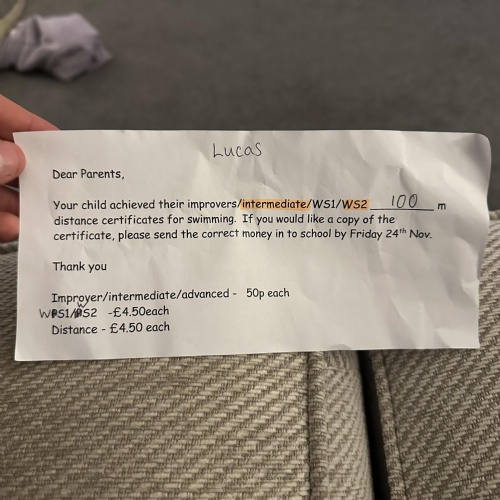 Lucas
Dear Parents,
Your child achieved their improvers/intermediate/WS1/WS2 100 m
distance certificates for swimming. If you would like a copy of the
certificate, please send the correct money in to school by Friday 24th Nov.
Thank you
Improver/intermediate/advanced - 50p each
WPS1/WPS2 -£4.50each
Distance - £4.50 each